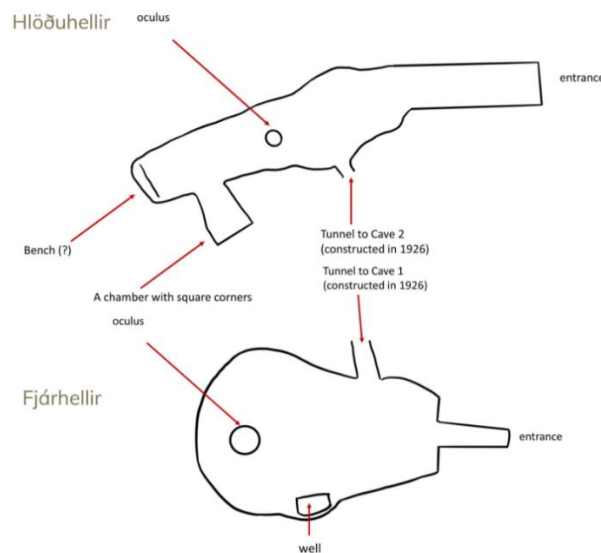 Hlöðuhellir
oculus
entrance
Bench (?)
Tunnel to Cave 2
(constructed in 1926)
Tunnel to Cave 1
(constructed in 1926)
A chamber with square corners
oculus
Fjárhellir
entrance
well